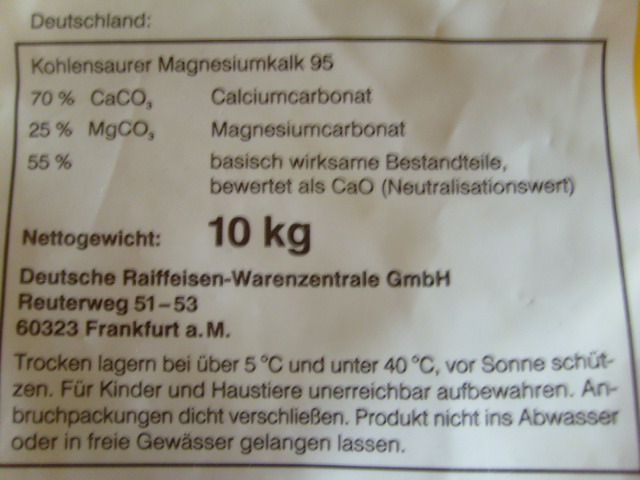 Deutschland:
Kohlensaurer Magnesiumkalk 95
70 % CaCO₃ Calciumcarbonat
25 % MgCO₃ Magnesiumcarbonat
55 % basisch wirksame Bestandteile,
bewertet als CaO (Neutralisationswert)
Nettogewicht: 10 kg
Deutsche Raiffeisen-Warenzentrale GmbH
Reuterweg 51–53
60323 Frankfurt a. M.
Trocken lagern bei über 5 °C und unter 40 °C, vor Sonne schüt-
zen. Für Kinder und Haustiere unerreichbar aufbewahren. An-
bruchpackungen dicht verschließen. Produkt nicht ins Abwasser
oder in freie Gewässer gelangen lassen.